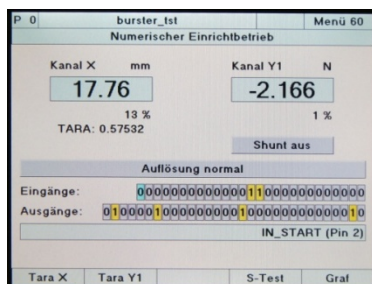 P 0 burster_tst Menü 60
Numerischer Einrichtbetrieb
Kanal X mm Kanal Y1 N
17.76 -2.166
13 % 1 %
TARA: 0.57532
Shunt aus
Auflösung normal
Eingänge:
Ausgänge:
IN_START (Pin 2)
Tara X Tara Y1 S-Test Graf